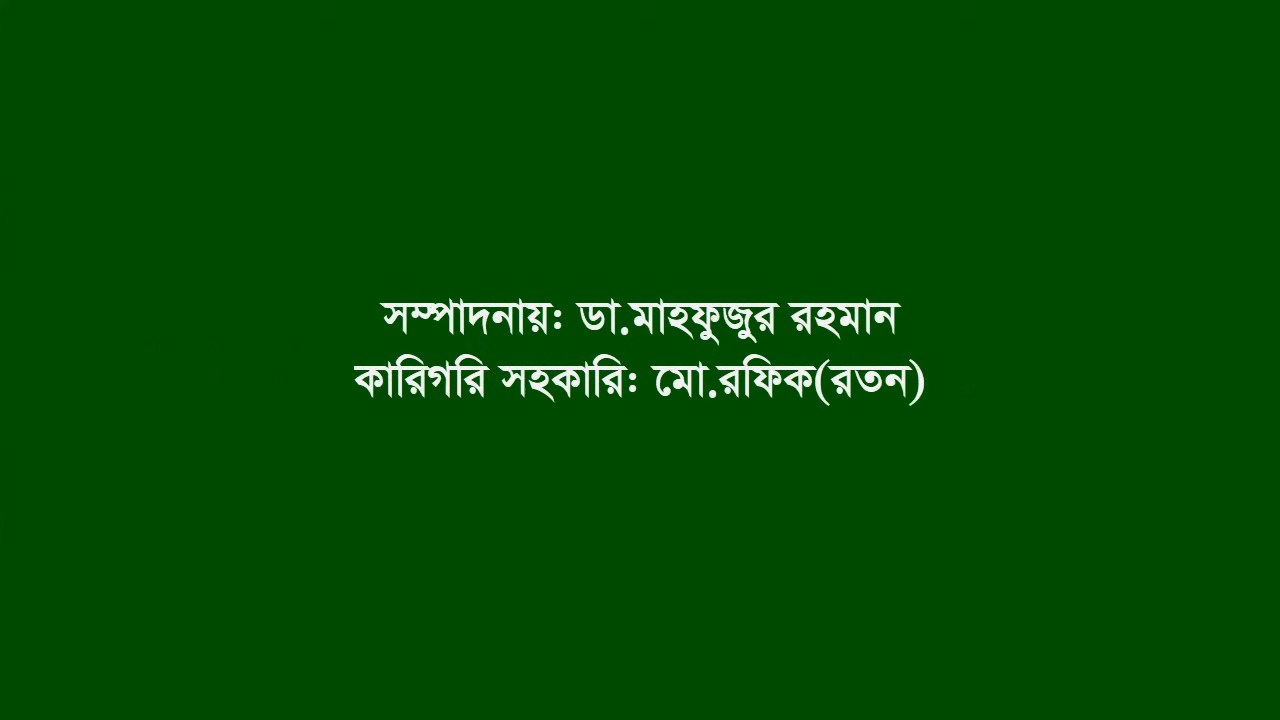 সম্পাদনায়: ডা.মাহফুজুর রহমান
কারিগরি সহকারি: মো.রফিক(রতন)